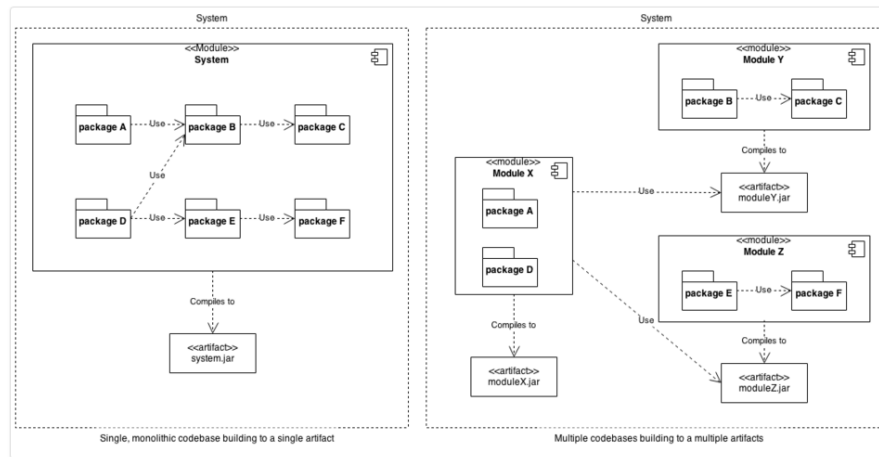 System
<<Module>>
System
package A
Use
package B
Use
package C
Use
package D
Use
package E
Use
package F
Compiles to
<<artifact>>
system.jar
Single, monolithic codebase building to a single artifact
System
<<module>>
Module Y
package B
Use
package C
Compiles to
<<artifact>>
moduleY.jar
<<module>>
Module X
package A
package D
Use
Use
Compiles to
<<artifact>>
moduleX.jar
<<module>>
Module Z
package E
Use
package F
Compiles to
<<artifact>>
moduleZ.jar
Multiple codebases building to a multiple artifacts